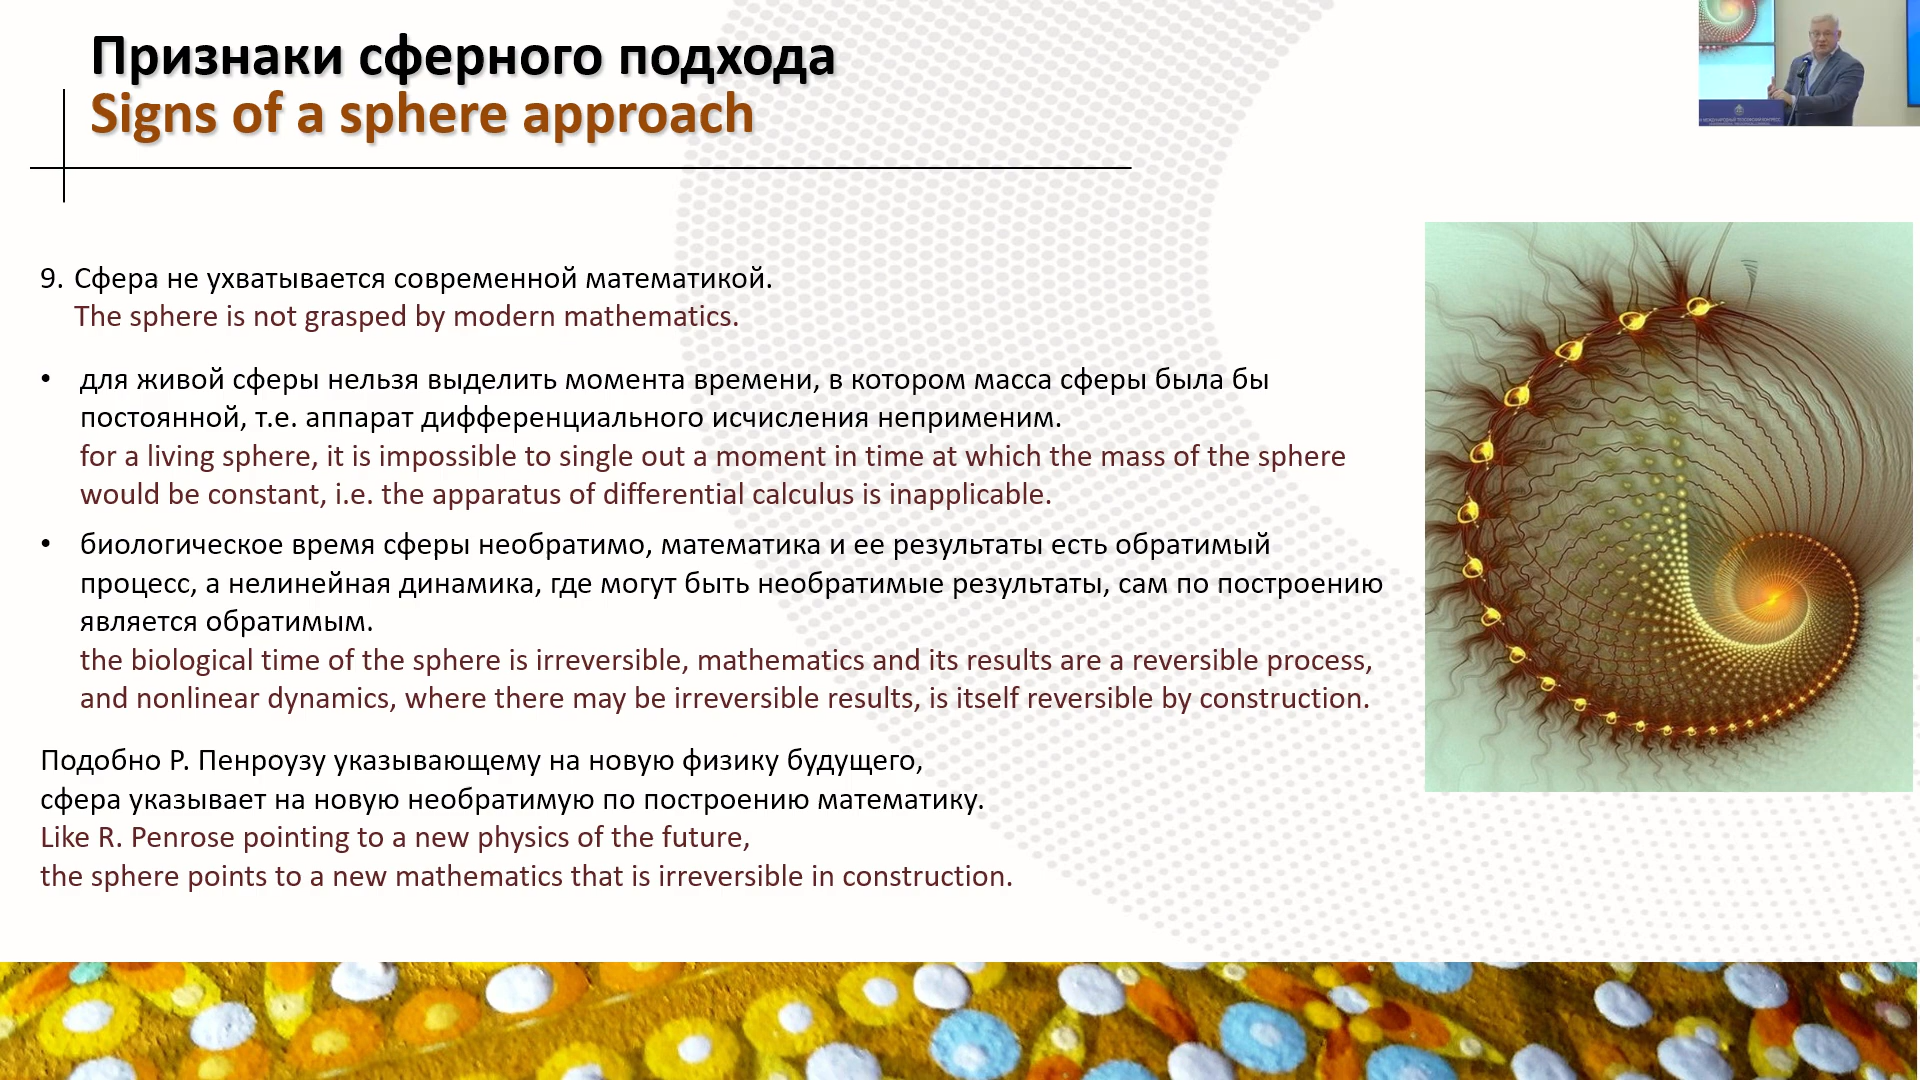 Признаки сферного подхода
Signs of a sphere approach
9. Сфера не ухватывается современной математикой.
The sphere is not grasped by modern mathematics.
• для живой сферы нельзя выделить момента времени, в котором масса сферы была бы
постоянной, т.е. аппарат дифференциального исчисления неприменим.
for a living sphere, it is impossible to single out a moment in time at which the mass of the sphere
would be constant, i.e. the apparatus of differential calculus is inapplicable.
• биологическое время сферы необратимо, математика и ее результаты есть обратимый
процесс, а нелинейная динамика, где могут быть необратимые результаты, сам по построению
является обратимым.
the biological time of the sphere is irreversible, mathematics and its results are a reversible process,
and nonlinear dynamics, where there may be irreversible results, is itself reversible by construction.
Подобно Р. Пенроузу указывающему на новую физику будущего,
сфера указывает на новую необратимую по построению математику.
Like R. Penrose pointing to a new physics of the future,
the sphere points to a new mathematics that is irreversible in construction.